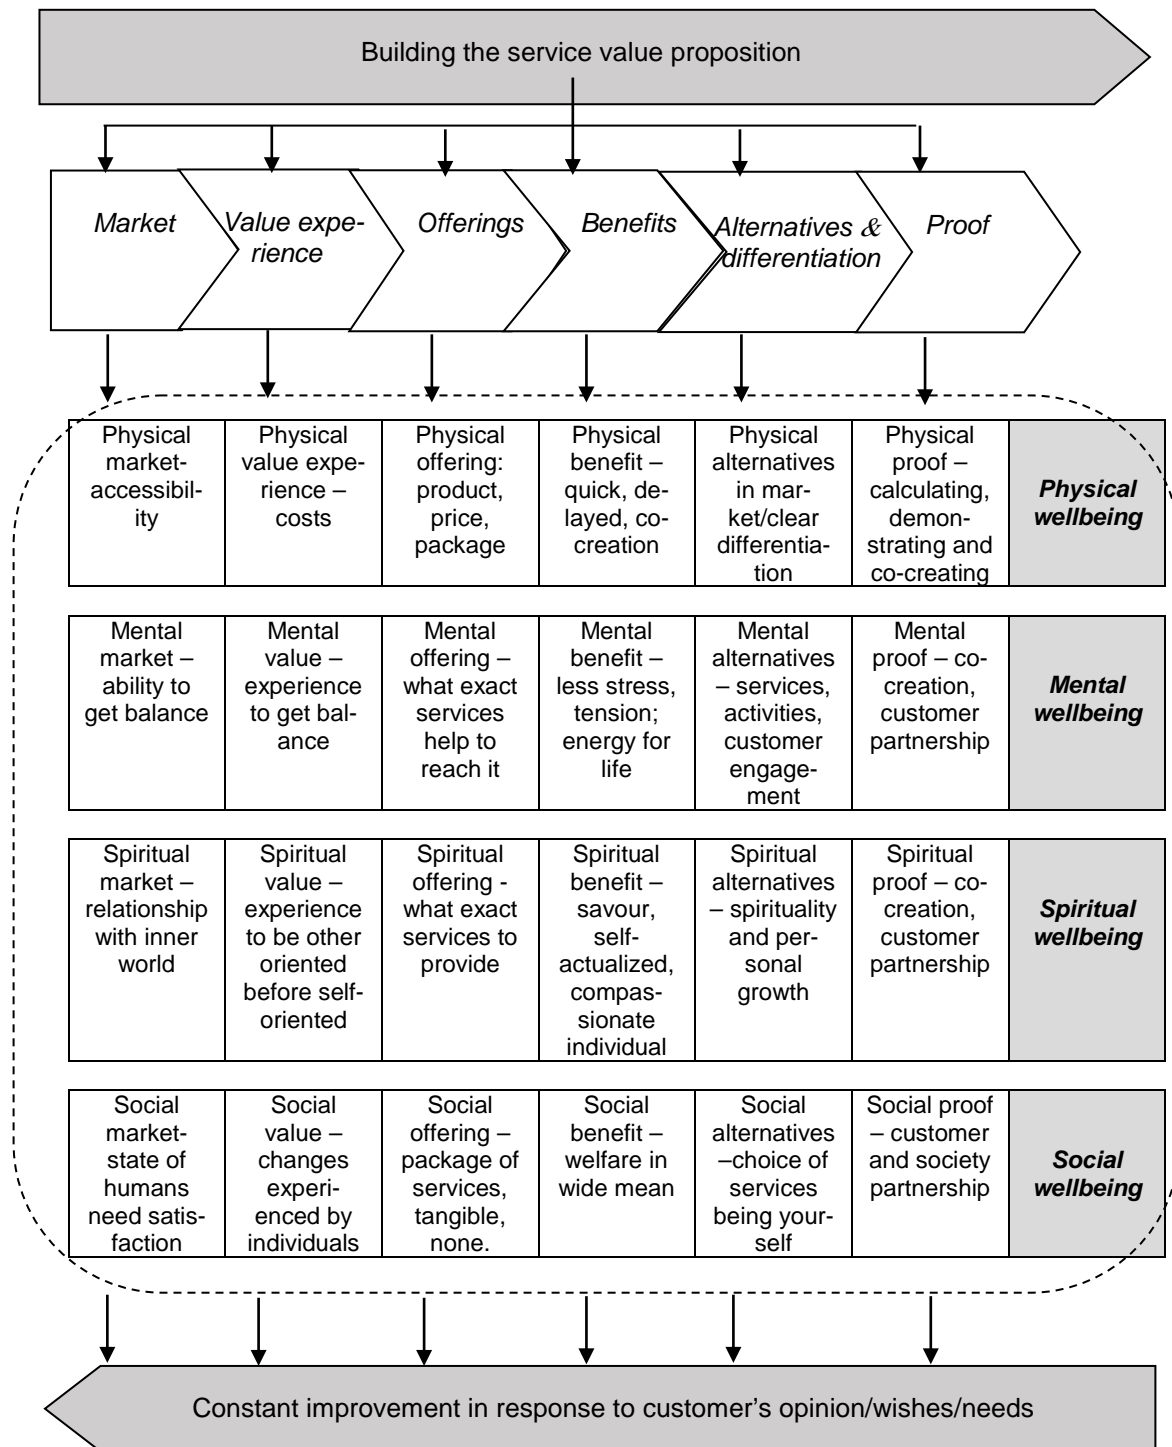 Building the service value proposition
Market
Value expe-
rience
Offerings
Benefits
Alternatives &
differentiation
Proof
Physical
market-
accessibil-
ity
Physical
value expe-
rience –
costs
Physical
offering:
product,
price,
package
Physical
benefit –
quick, de-
layed, co-
creation
Physical
alternatives
in mar-
ket/clear
differentia-
tion
Physical
proof –
calculating,
demon-
strating and
co-creating
Physical
wellbeing
Mental
market –
ability to
get balance
Mental
value –
experience
to get bal-
ance
Mental
offering –
what exact
services
help to
reach it
Mental
benefit –
less stress,
tension;
energy for
life
Mental
alternatives
– services,
activities,
customer
engage-
ment
Mental
proof – co-
creation,
customer
partnership
Mental
wellbeing
Spiritual
market –
relationship
with inner
world
Spiritual
value –
experience
to be other
oriented
before self-
oriented
Spiritual
offering -
what exact
services to
provide
Spiritual
benefit –
savour,
self-
actualized,
compas-
sionate
individual
Spiritual
alternatives
– spirituality
and per-
sonal
growth
Spiritual
proof – co-
creation,
customer
partnership
Spiritual
wellbeing
Social
market-
state of
humans
need satis-
faction
Social
value –
changes
experi-
enced by
individuals
Social
offering –
package of
services,
tangible,
none.
Social
benefit –
welfare in
wide mean
Social
alternatives
–choice of
services
being your-
self
Social proof
– customer
and society
partnership
Social
wellbeing
Constant improvement in response to customer's opinion/wishes/needs